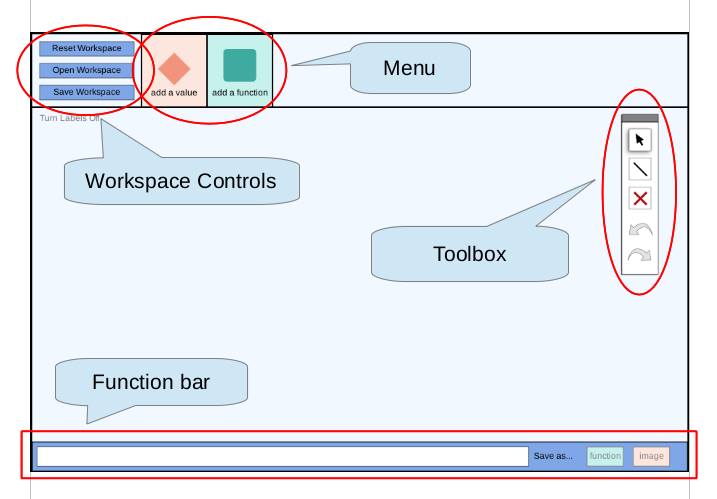 Reset Workspace
Open Workspace
Save Workspace
add a value
add a function
Menu
Turn Labels Off
Workspace Controls
Toolbox
Function bar
Save as...
function
image